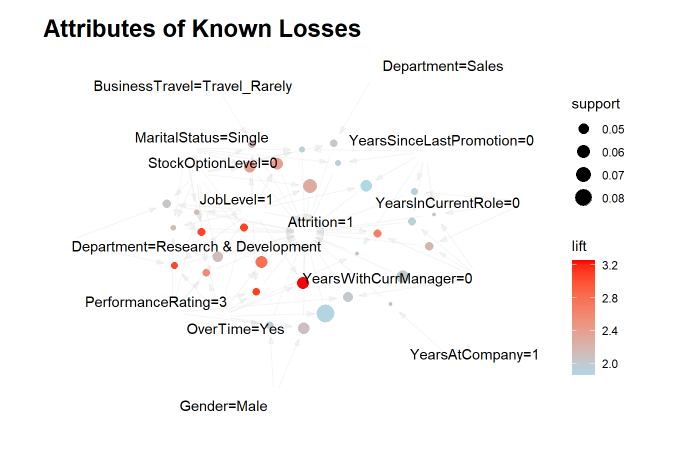 Attributes of Known Losses
Department=Sales
BusinessTravel=Travel_Rarely
MaritalStatus=Single
YearsSinceLastPromotion=0
StockOptionLevel=0
JobLevel=1
YearsInCurrentRole=0
Attrition=1
Department=Research & Development
YearsWithCurrManager=0
PerformanceRating=3
OverTime=Yes
YearsAtCompany=1
Gender=Male
support
0.05
0.06
0.07
0.08
lift
3.2
2.8
2.4
2.0